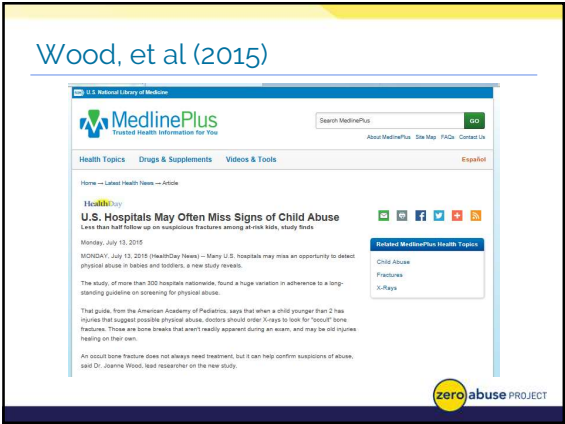 Wood, et al (2015)
U.S. National Library of Medicine
MedlinePlus
Trusted Health Information for You
Search MedlinePlus
GO
About MedlinePlus Site Map FAQs Contact Us
Health Topics Drugs & Supplements Videos & Tools
Español
Home → Latest Health News → Article
HealthDay
U.S. Hospitals May Often Miss Signs of Child Abuse
Less than half follow up on suspicious fractures among at-risk kids, study finds
Monday, July 13, 2015
MONDAY, July 13, 2015 (HealthDay News) -- Many U.S. hospitals may miss an opportunity to detect
physical abuse in babies and toddlers, a new study reveals.
The study, of more than 300 hospitals nationwide, found a huge variation in adherence to a long-
standing guideline on screening for physical abuse.
That guide, from the American Academy of Pediatrics, says that when a child younger than 2 has
injuries that suggest possible physical abuse, doctors should order X-rays to look for "occult" bone
fractures. Those are bone breaks that aren't readily apparent during an exam, and may be old injuries
healing on their own.
An occult bone fracture does not always need treatment, but it can help confirm suspicions of abuse,
said Dr. Joanne Wood, lead researcher on the new study.
Related MedlinePlus Health Topics
Child Abuse
Fractures
X-Rays
zero abuse PROJECT